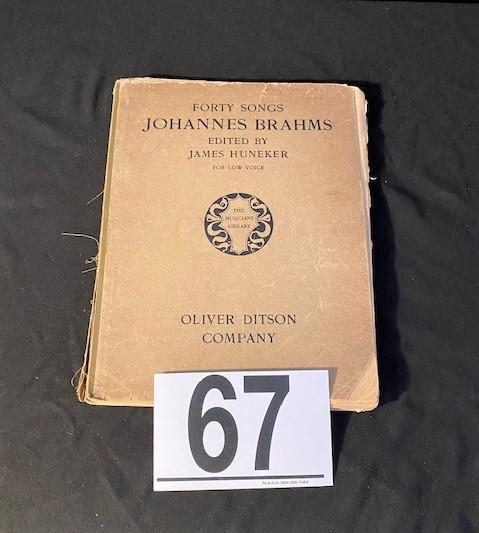 FORTY SONGS
JOHANNES BRAHMS
EDITED BY
JAMES HUNEKER
FOR LOW VOICE
THE
MUSICIANS
LIBRARY
OLIVER DITSON
COMPANY
67